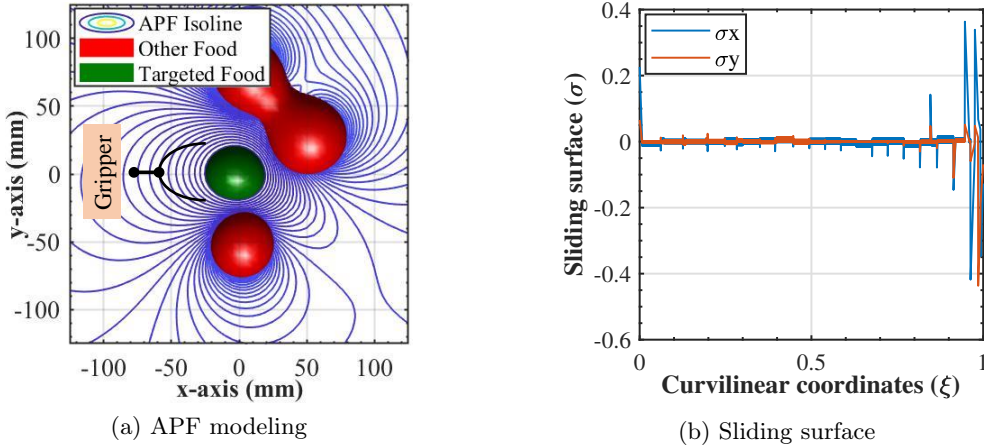 APF Isoline
Other Food
Targeted Food
Gripper
y-axis (mm)
100
50
0
-50
-100
-100
-50
0
50
100
x-axis (mm)
(a) APF modeling
σx
σy
Sliding surface (σ)
0.4
0.2
0
-0.2
-0.4
-0.6
0
0.5
1
Curvilinear coordinates (ξ)
(b) Sliding surface